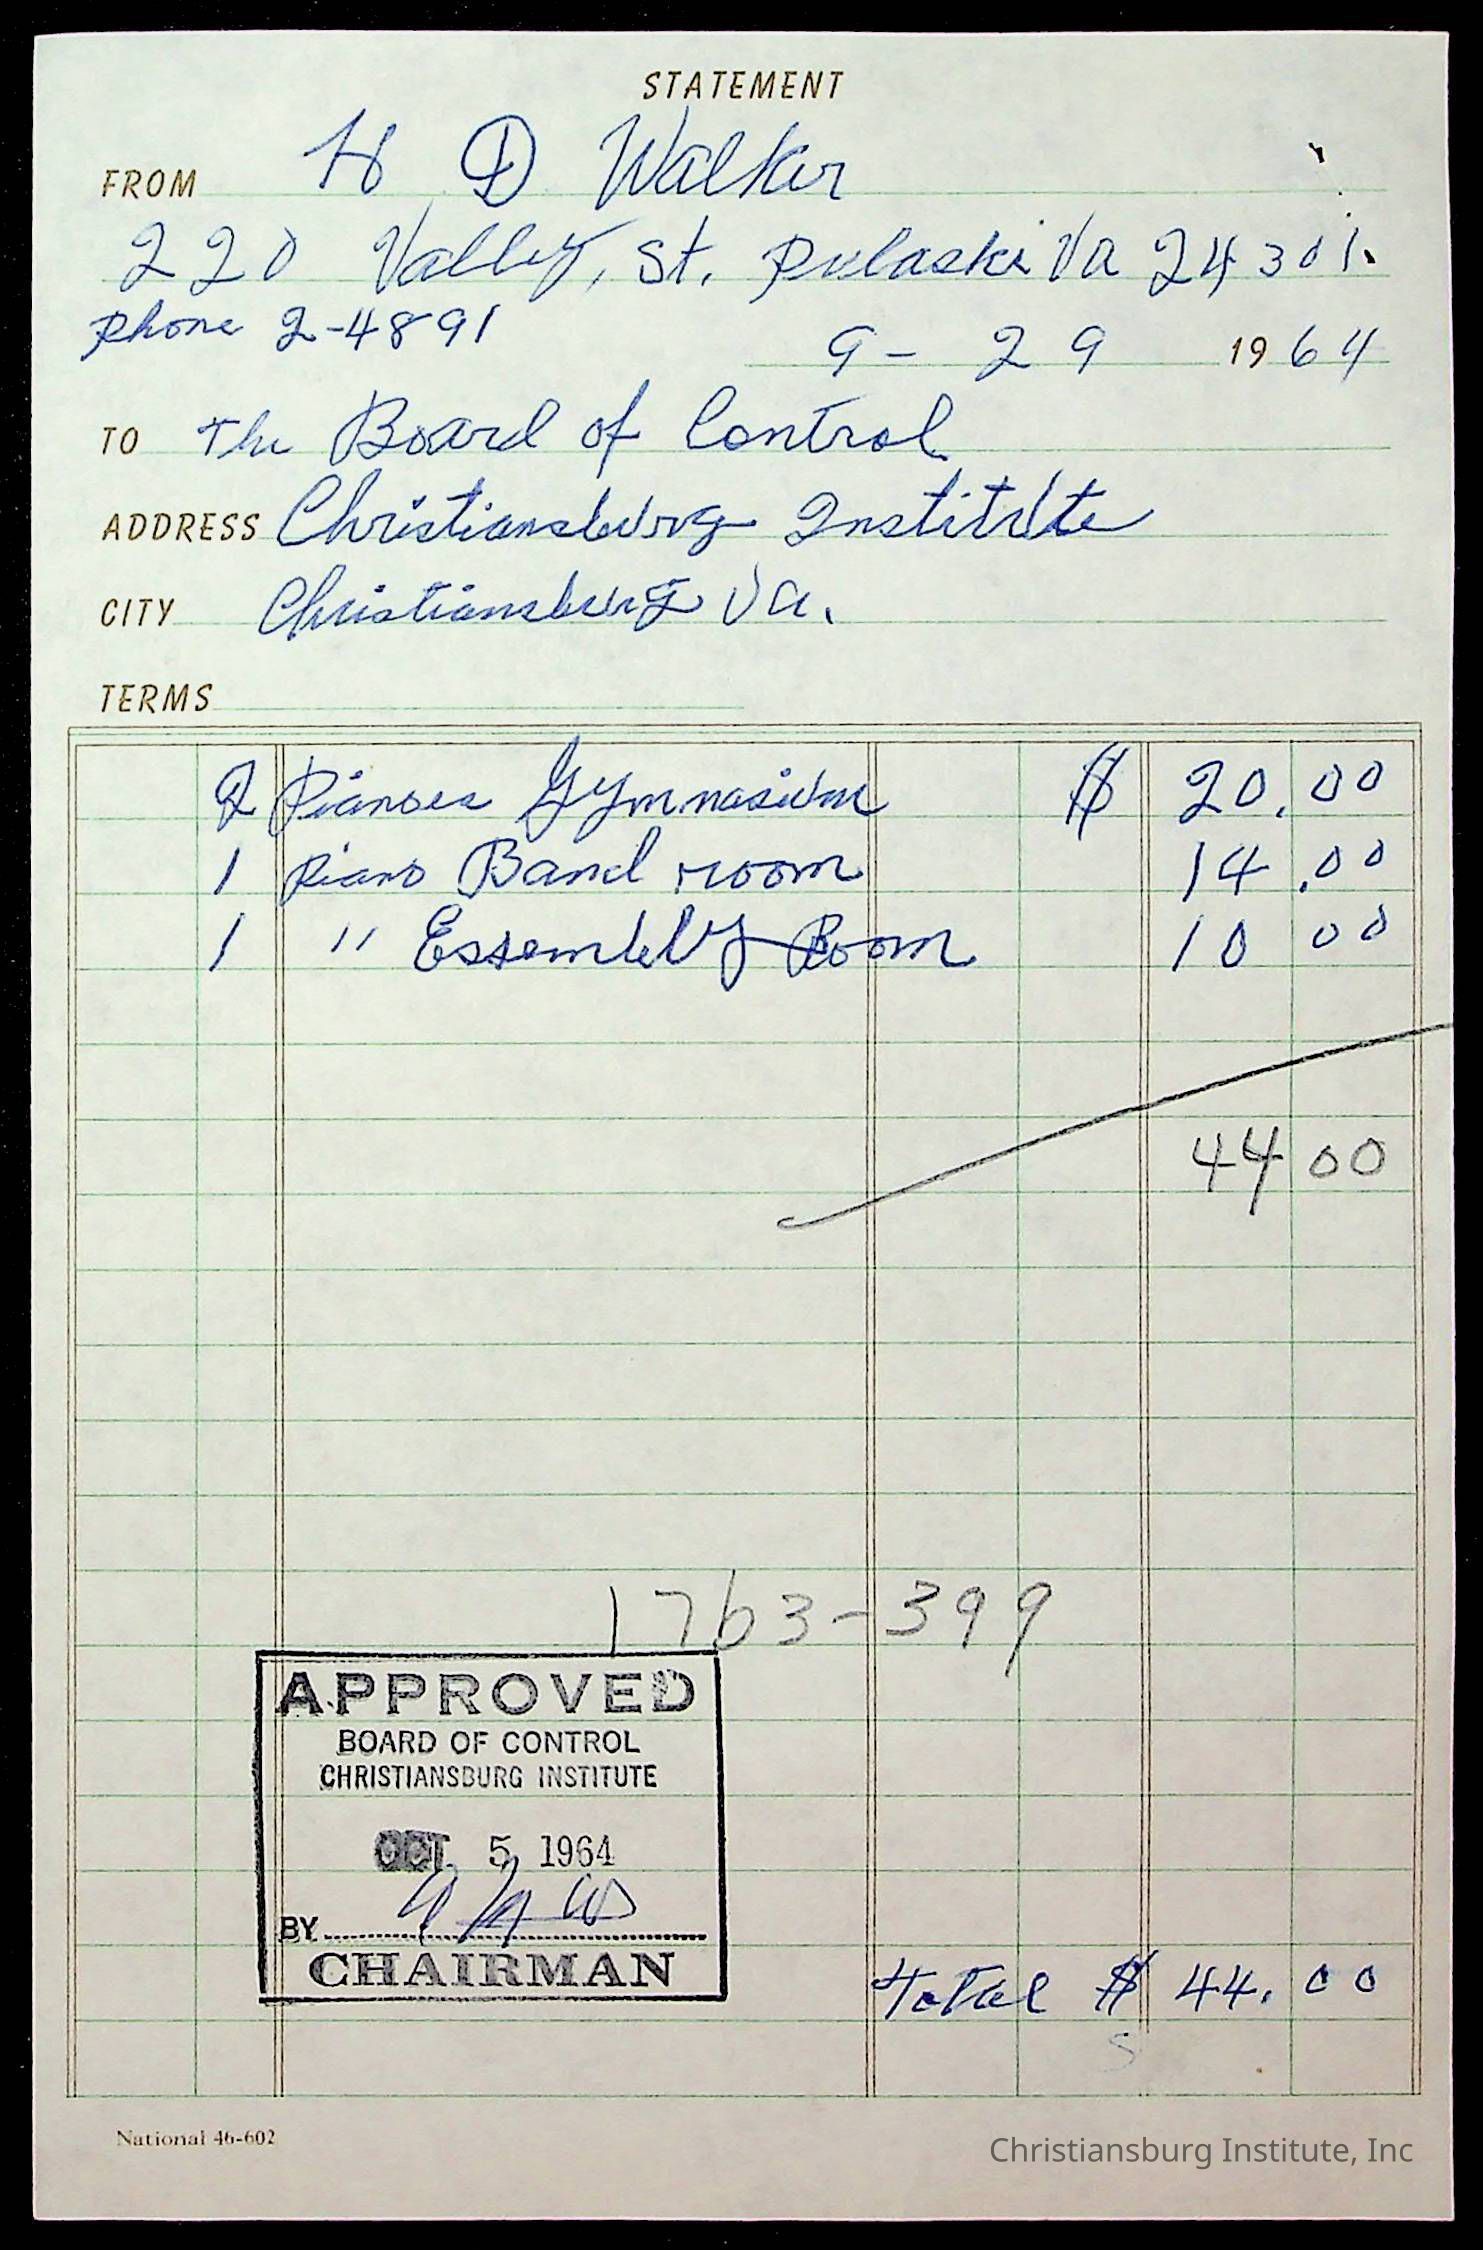 STATEMENT
FROM H D Walker
220 Valley, St. Pulaski Va 24301.
Phone 2-4891
9-29 1964
TO The Board of Control
ADDRESS Christiansburg Institute
CITY Christiansburg Va.
TERMS
2 Pianoes Gymnasium $ 20.00
1 Piano Band room 14.00
1 " Essembly Room 10 00
44 00
1763-399
APPROVED
BOARD OF CONTROL
CHRISTIANSBURG INSTITUTE
OCT 5 1964
BY
CHAIRMAN
Total $ 44.00
National 46-602
Christiansburg Institute, Inc